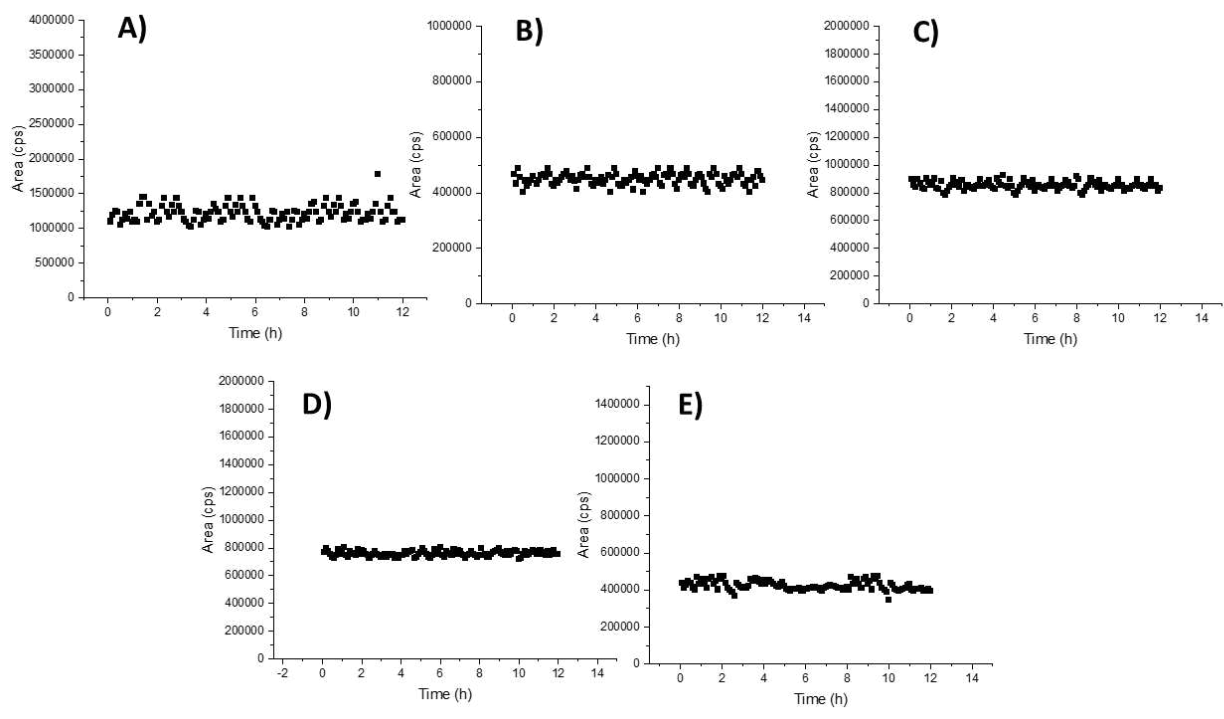 A)
4000000
3500000
3000000
2500000
2000000
1500000
1000000
500000
0
Area (cps)
0 2 4 6 8 10 12
Time (h)
B)
1000000
800000
600000
400000
200000
0
Area (cps)
0 2 4 6 8 10 12 14
Time (h)
C)
2000000
1800000
1600000
1400000
1200000
1000000
800000
600000
400000
200000
0
Area (cps)
0 2 4 6 8 10 12 14
Time (h)
D)
2000000
1800000
1600000
1400000
1200000
1000000
800000
600000
400000
200000
0
Area (cps)
-2 0 2 4 6 8 10 12 14
Time (h)
E)
1400000
1200000
1000000
800000
600000
400000
200000
0
Area (cps)
0 2 4 6 8 10 12 14
Time (h)